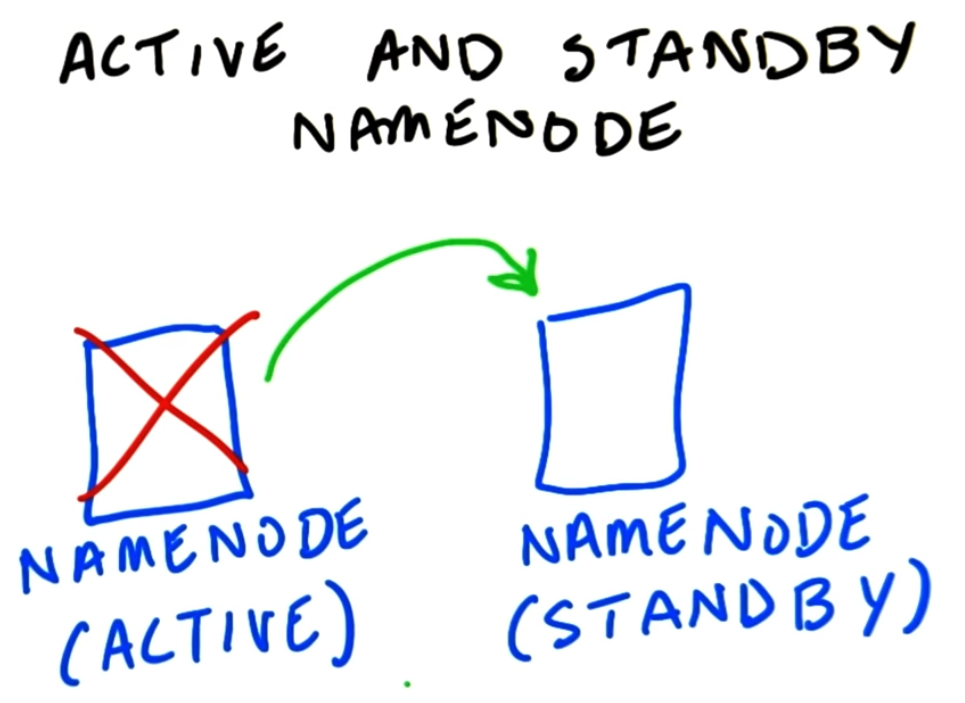 ACTIVE AND STANDBY
NAMENODE
NAMENODE
(ACTIVE)
NAMENODE
(STANDBY)